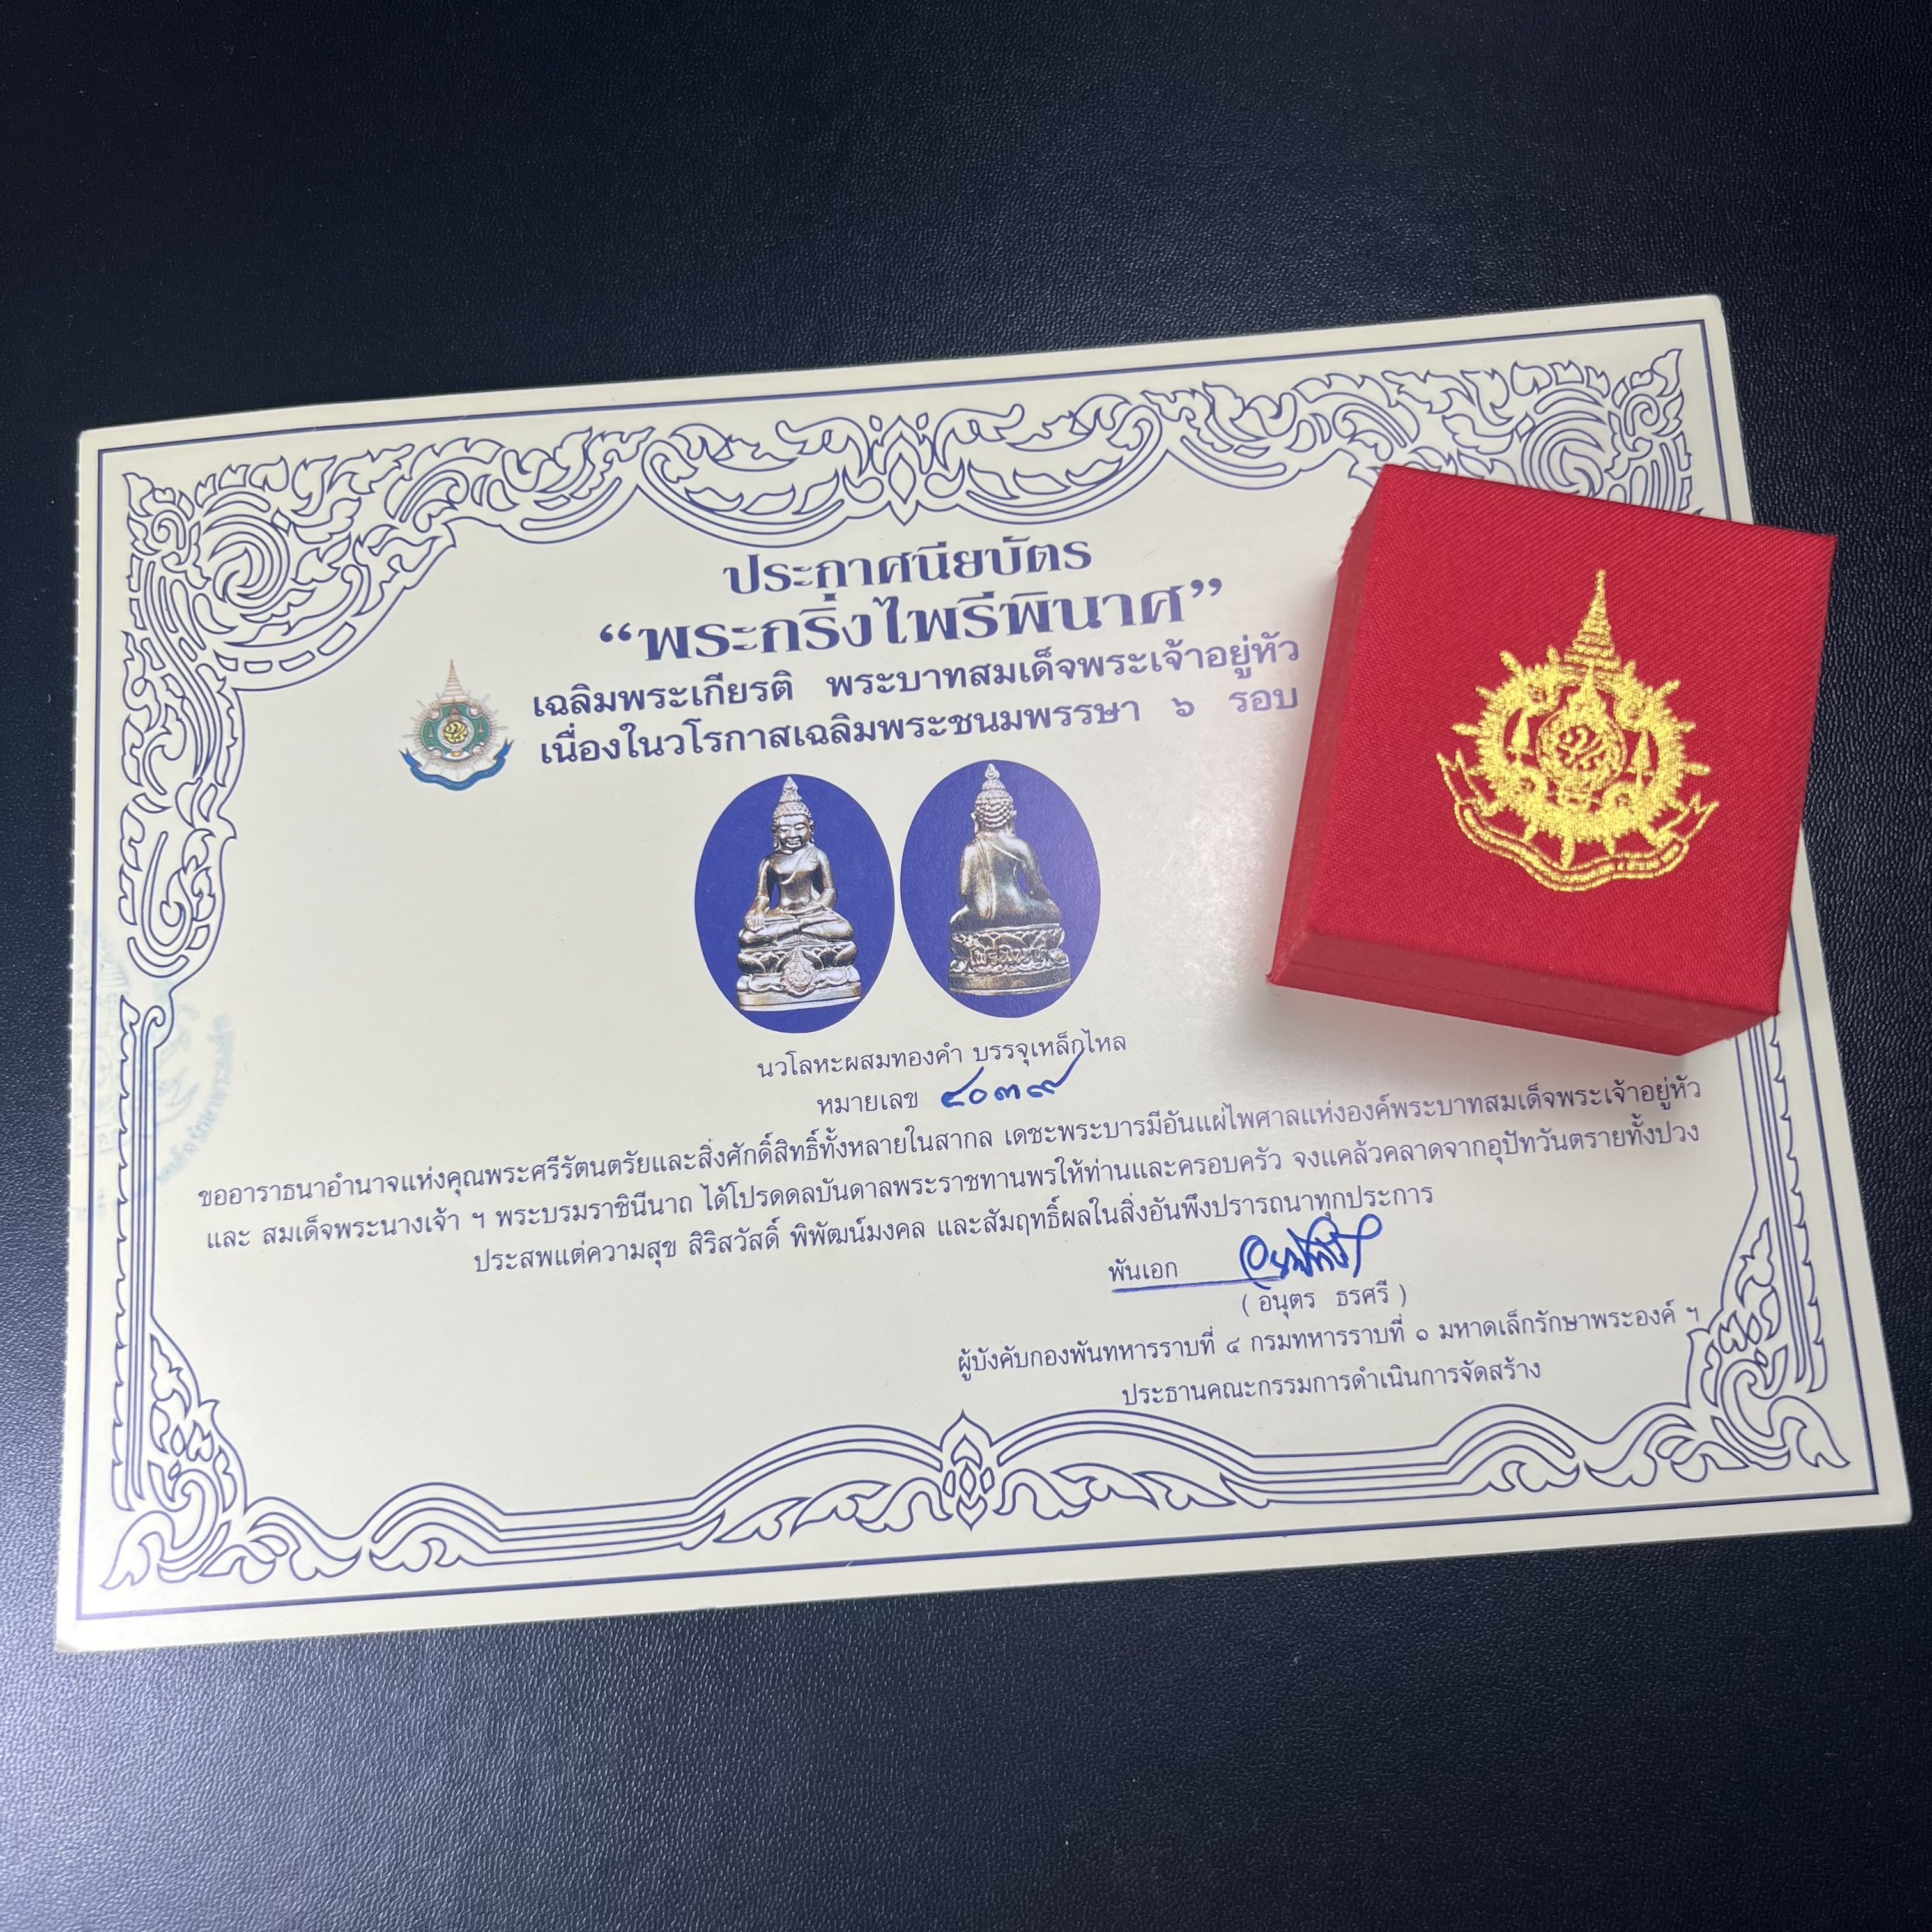 ประกาศนียบัตร
“พระกริ่งไพรีพินาศ”
เฉลิมพระเกียรติ พระบาทสมเด็จพระเจ้าอยู่หัว
เนื่องในวโรกาสเฉลิมพระชนมพรรษา ๖ รอบ
นวโลหะผสมทองคำ บรรจุเหล็กไหล
หมายเลข ๔๐๓๙
ขออาราธนาอำนาจแห่งคุณพระศรีรัตนตรัยและสิ่งศักดิ์สิทธิ์ทั้งหลายในสากล เดชะพระบารมีอันแผ่ไพศาลแห่งองค์พระบาทสมเด็จพระเจ้าอยู่หัว
และ สมเด็จพระนางเจ้า ฯ พระบรมราชินีนาถ ได้โปรดดลบันดาลพระราชทานพรให้ท่านและครอบครัว จงแคล้วคลาดจากอุปัทวันตรายทั้งปวง
ประสพแต่ความสุข สิริสวัสดิ์ พิพัฒน์มงคล และสัมฤทธิ์ผลในสิ่งอันพึงปรารถนาทุกประการ
พันเอก
( อนุตร ธรศรี )
ผู้บังคับกองพันทหารราบที่ ๔ กรมทหารราบที่ ๑ มหาดเล็กรักษาพระองค์ ฯ
ประธานคณะกรรมการดำเนินการจัดสร้าง